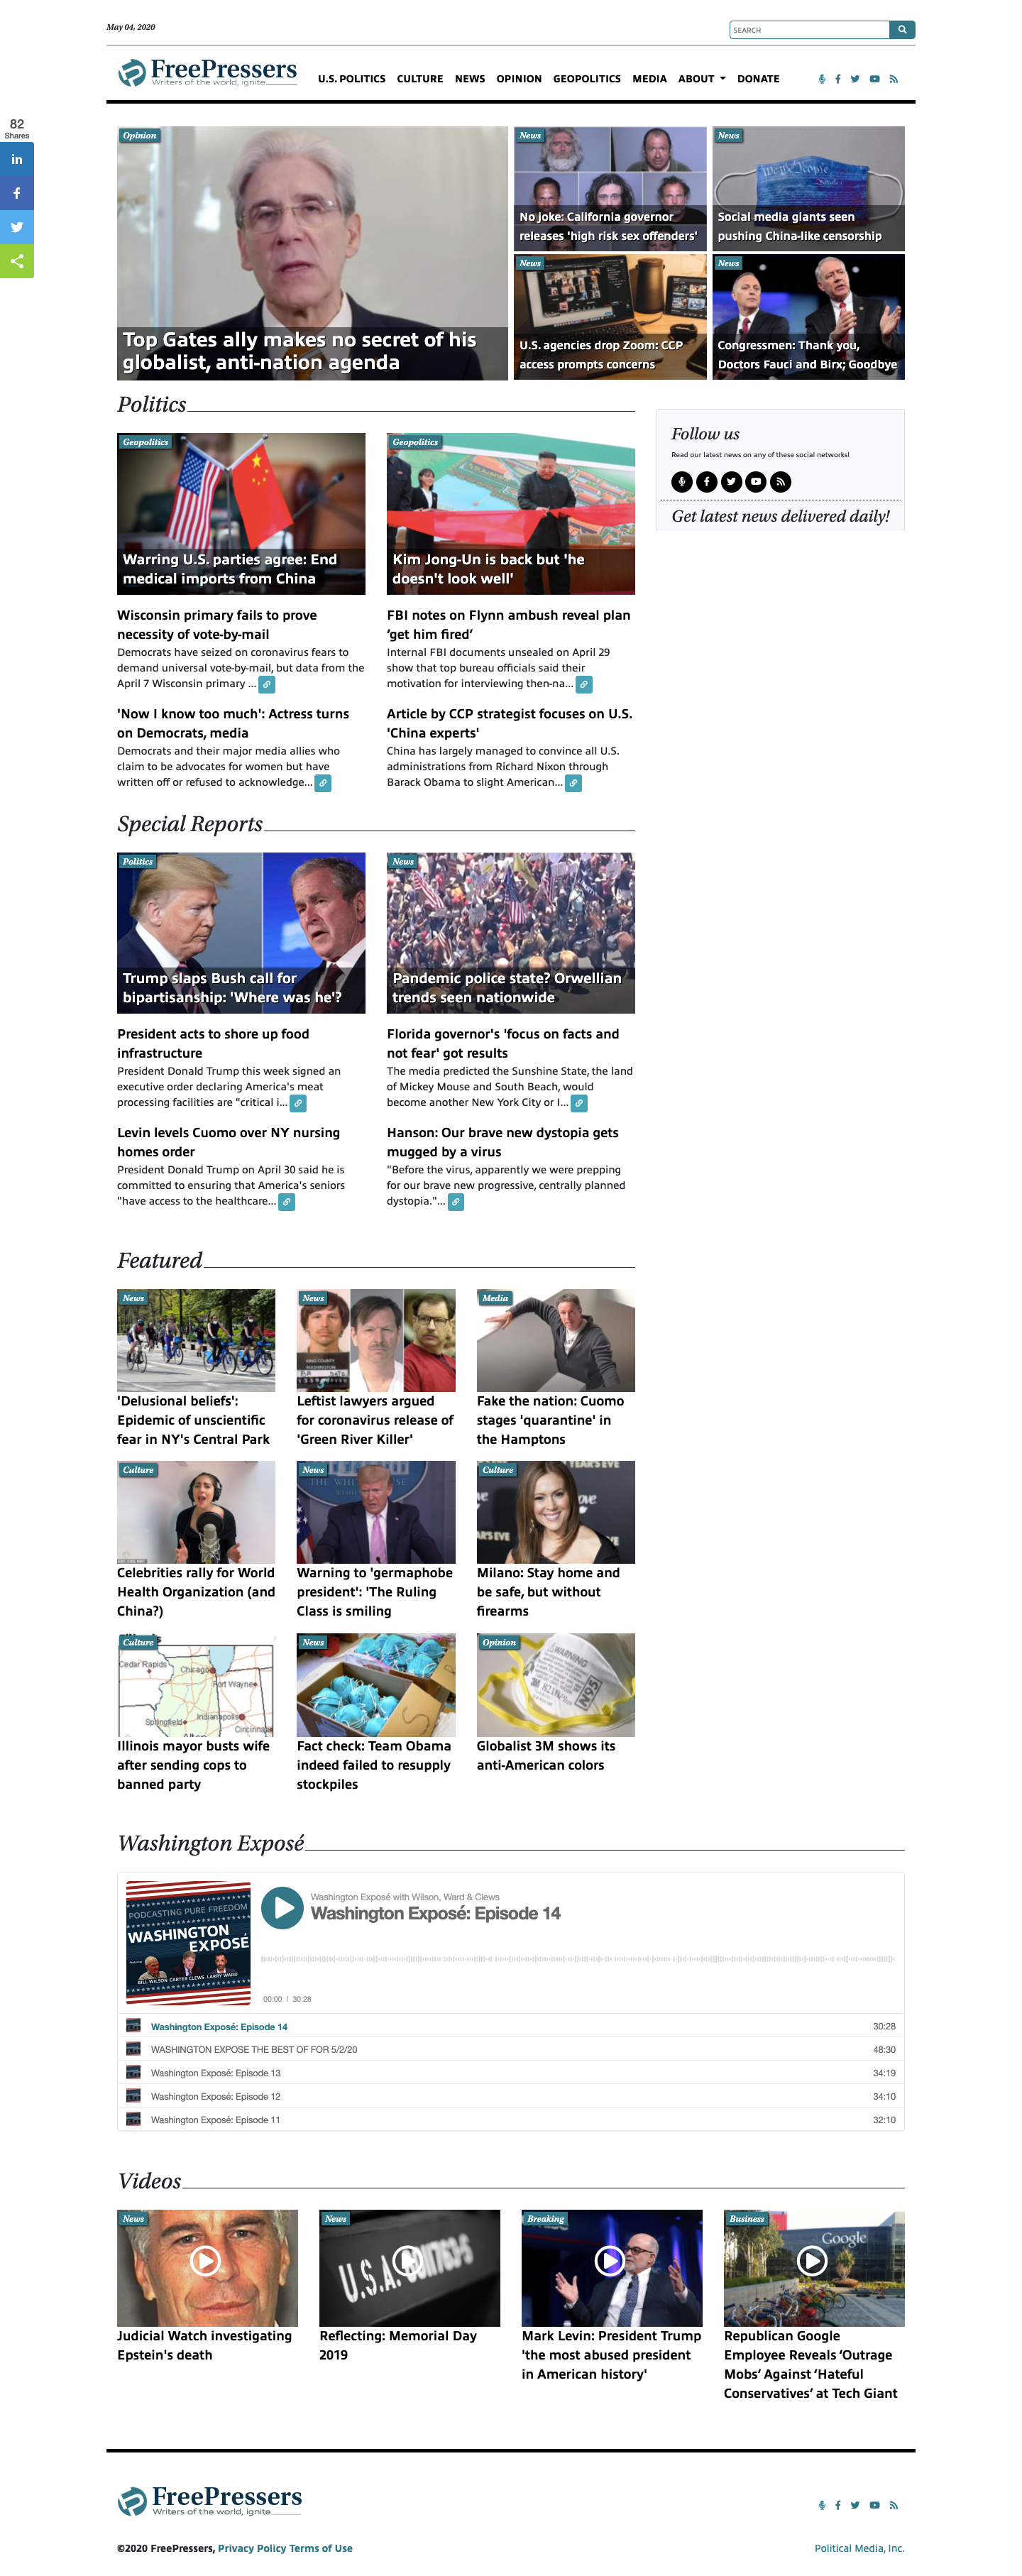 May 04, 2020
SEARCH
FreePressers
Writers of the world, ignite
U.S. POLITICS CULTURE NEWS OPINION GEOPOLITICS MEDIA ABOUT DONATE
82
Shares
Opinion
Top Gates ally makes no secret of his
globalist, anti-nation agenda
News
No joke: California governor
releases 'high risk sex offenders'
News
We the People
Social media giants seen
pushing China-like censorship
News
U.S. agencies drop Zoom: CCP
access prompts concerns
News
Congressmen: Thank you,
Doctors Fauci and Birx; Goodbye
Politics
Geopolitics
Warring U.S. parties agree: End
medical imports from China
Geopolitics
Kim Jong-Un is back but 'he
doesn't look well'
Wisconsin primary fails to prove
necessity of vote-by-mail
Democrats have seized on coronavirus fears to
demand universal vote-by-mail, but data from the
April 7 Wisconsin primary ...
FBI notes on Flynn ambush reveal plan
‘get him fired’
Internal FBI documents unsealed on April 29
show that top bureau officials said their
motivation for interviewing then-na...
'Now I know too much': Actress turns
on Democrats, media
Democrats and their major media allies who
claim to be advocates for women but have
written off or refused to acknowledge...
Article by CCP strategist focuses on U.S.
'China experts'
China has largely managed to convince all U.S.
administrations from Richard Nixon through
Barack Obama to slight American...
Follow us
Read our latest news on any of these social networks!
Get latest news delivered daily!
Special Reports
Politics
Trump slaps Bush call for
bipartisanship: 'Where was he'?
News
Pandemic police state? Orwellian
trends seen nationwide
President acts to shore up food
infrastructure
President Donald Trump this week signed an
executive order declaring America's meat
processing facilities are "critical i...
Florida governor's 'focus on facts and
not fear' got results
The media predicted the Sunshine State, the land
of Mickey Mouse and South Beach, would
become another New York City or I...
Levin levels Cuomo over NY nursing
homes order
President Donald Trump on April 30 said he is
committed to ensuring that America's seniors
"have access to the healthcare...
Hanson: Our brave new dystopia gets
mugged by a virus
"Before the virus, apparently we were prepping
for our brave new progressive, centrally planned
dystopia."...
Featured
News
'Delusional beliefs':
Epidemic of unscientific
fear in NY's Central Park
News
KING COUNTY
WASHINGTON
Leftist lawyers argued
for coronavirus release of
'Green River Killer'
Media
Fake the nation: Cuomo
stages 'quarantine' in
the Hamptons
Culture
Celebrities rally for World
Health Organization (and
China?)
News
Warning to 'germaphobe
president': 'The Ruling
Class is smiling
Culture
Milano: Stay home and
be safe, but without
firearms
Culture
Cedar Rapids
Chicago
Fort Wayne
Indianapolis
Springfield
Illinois mayor busts wife
after sending cops to
banned party
News
Fact check: Team Obama
indeed failed to resupply
stockpiles
Opinion
WARNING
N95
Globalist 3M shows its
anti-American colors
Washington Exposé
PODCASTING PURE FREEDOM
WASHINGTON
EXPOSÉ
BILL WILSON CARTER CLEWS LARRY WARD
Washington Exposé with Wilson, Ward & Clews
Washington Exposé: Episode 14
00:00 | 30:28
Washington Exposé: Episode 14 30:28
WASHINGTON EXPOSE THE BEST OF FOR 5/2/20 48:30
Washington Exposé: Episode 13 34:19
Washington Exposé: Episode 12 34:10
Washington Exposé: Episode 11 32:10
Videos
News
Judicial Watch investigating
Epstein's death
News
U.S.A.
Reflecting: Memorial Day
2019
Breaking
Mark Levin: President Trump
'the most abused president
in American history'
Business
Google
Republican Google
Employee Reveals ‘Outrage
Mobs’ Against ‘Hateful
Conservatives’ at Tech Giant
FreePressers
Writers of the world, ignite
©2020 FreePressers, Privacy Policy Terms of Use
Political Media, Inc.